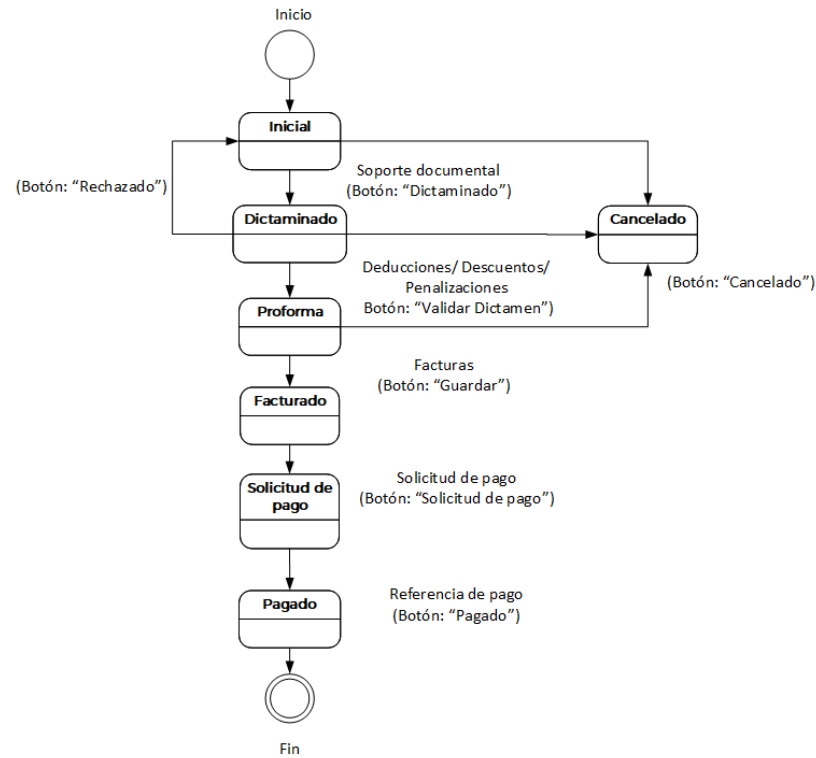 Inicio
Inicial
Soporte documental
(Botón: “Rechazado”)
(Botón: “Dictaminado”)
Dictaminado
Cancelado
Deducciones/ Descuentos/
Penalizaciones
(Botón: “Cancelado”)
Botón: “Validar Dictamen”)
Proforma
Facturas
(Botón: “Guardar”)
Facturado
Solicitud de pago
(Botón: “Solicitud de pago”)
Solicitud de
pago
Referencia de pago
(Botón: “Pagado”)
Pagado
Fin